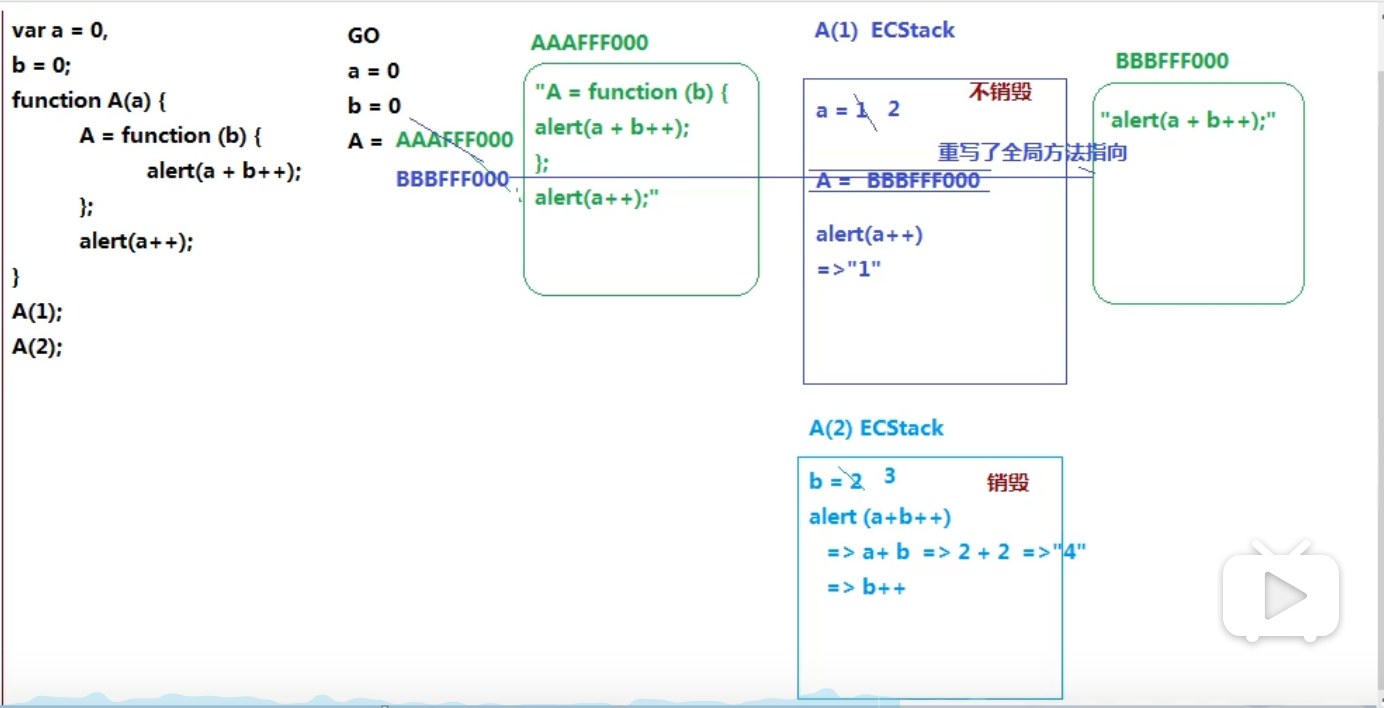 var a = 0,
b = 0;
function A(a) {
A = function (b) {
alert(a + b++);
};
alert(a++);
}
A(1);
A(2);
GO
a = 0
b = 0
A = AAAFFF000
BBBFFF000
AAAFFF000
"A = function (b) {
alert(a + b++);
};
alert(a++);"
A(1) ECStack
不销毁
a = 1 2
重写了全局方法指向
A = BBBFFF000
alert(a++)
=>"1"
BBBFFF000
"alert(a + b++);"
A(2) ECStack
b = 2 3
销毁
alert (a+b++)
=> a+ b => 2 + 2 =>"4"
=> b++